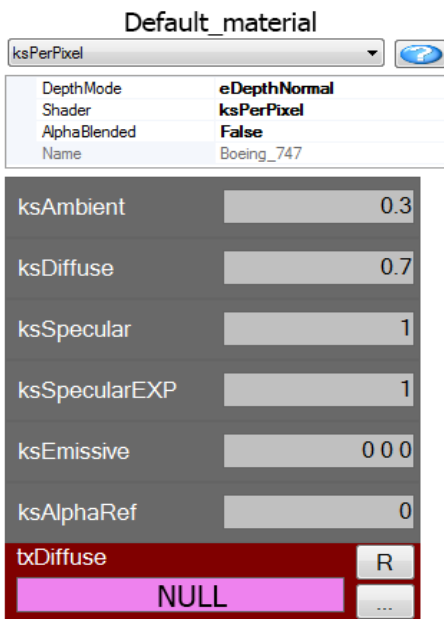 Default_material
ksPerPixel
DepthMode eDepthNormal
Shader ksPerPixel
AlphaBlended False
Name Boeing_747
ksAmbient 0.3
ksDiffuse 0.7
ksSpecular 1
ksSpecularEXP 1
ksEmissive 0 0 0
ksAlphaRef 0
txDiffuse R
NULL ...